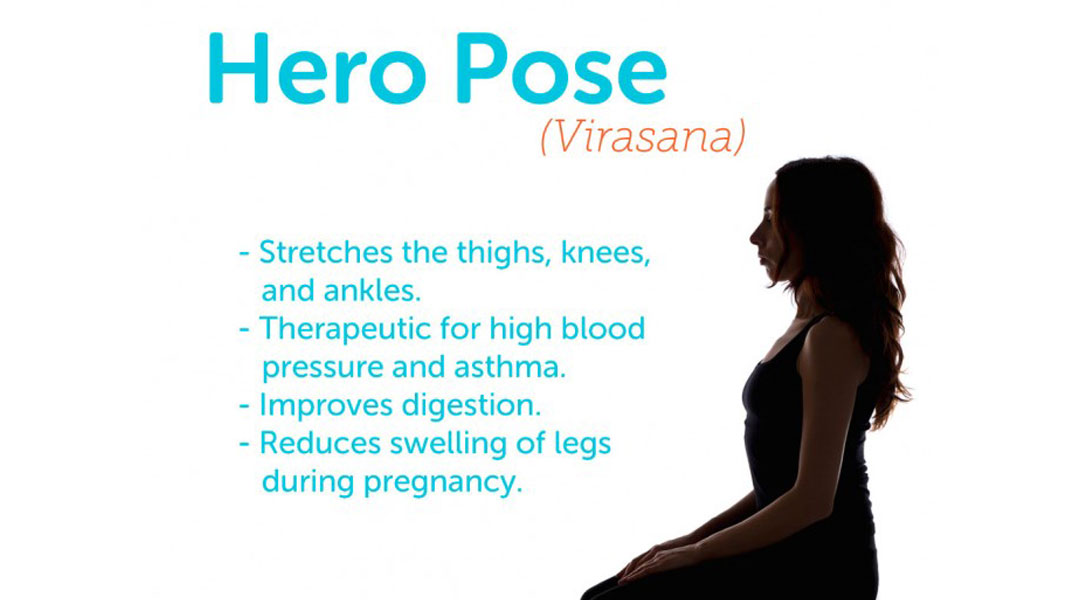 Hero Pose
(Virasana)
- Stretches the thighs, knees,
and ankles.
- Therapeutic for high blood
pressure and asthma.
- Improves digestion.
- Reduces swelling of legs
during pregnancy.